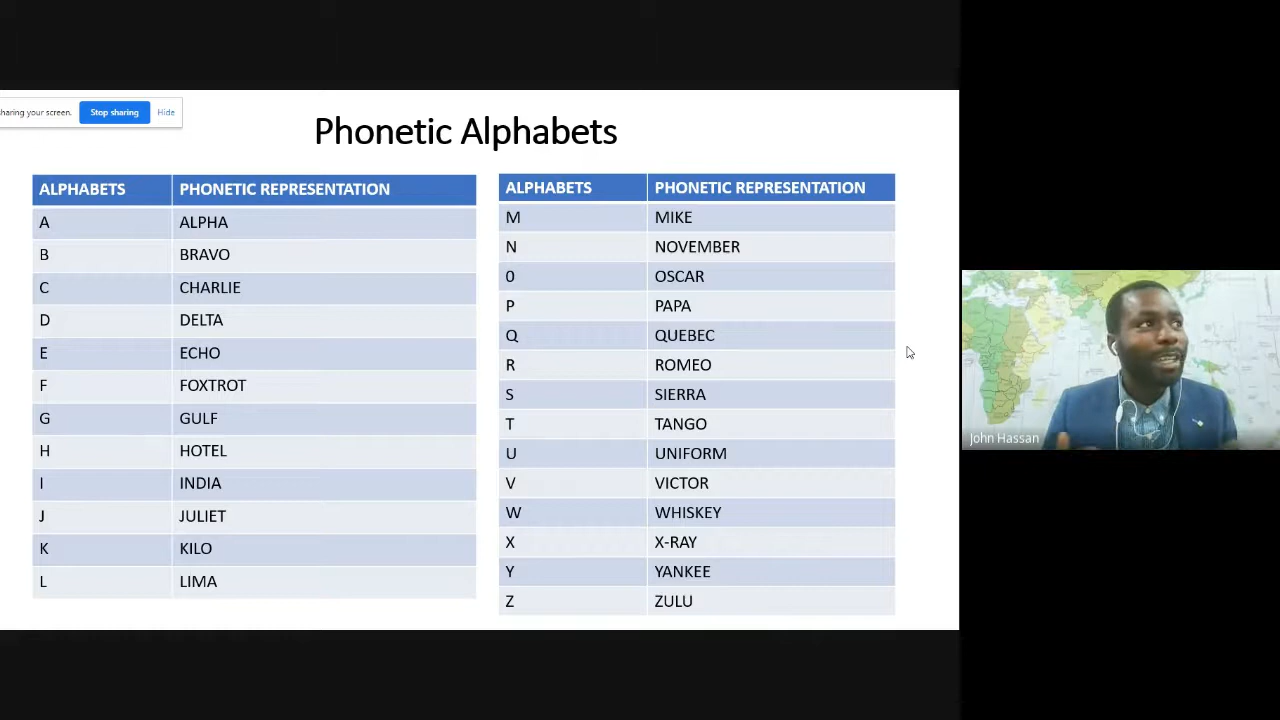 haring your screen. Stop sharing Hide
Phonetic Alphabets
ALPHABETS PHONETIC REPRESENTATION
A ALPHA
B BRAVO
C CHARLIE
D DELTA
E ECHO
F FOXTROT
G GULF
H HOTEL
I INDIA
J JULIET
K KILO
L LIMA
ALPHABETS PHONETIC REPRESENTATION
M MIKE
N NOVEMBER
0 OSCAR
P PAPA
Q QUEBEC
R ROMEO
S SIERRA
T TANGO
U UNIFORM
V VICTOR
W WHISKEY
X X-RAY
Y YANKEE
Z ZULU
John Hassan